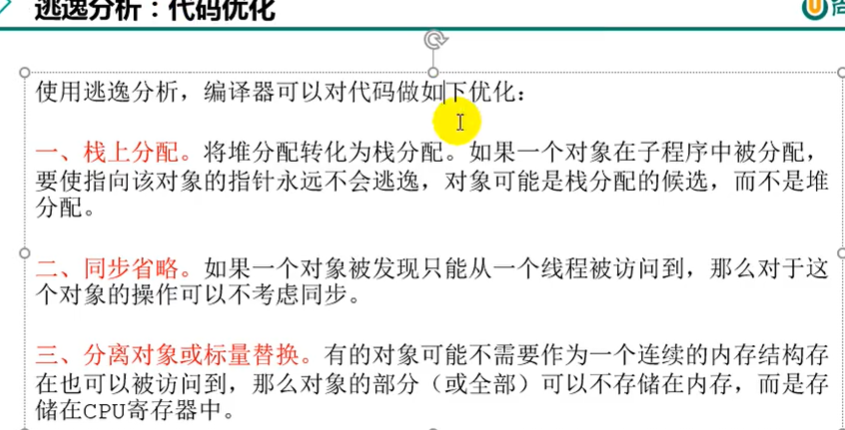 逃逸分析：代码优化
使用逃逸分析，编译器可以对代码做如下优化：
一、栈上分配。将堆分配转化为栈分配。如果一个对象在子程序中被分配，
要使指向该对象的指针永远不会逃逸，对象可能是栈分配的候选，而不是堆
分配。
二、同步省略。如果一个对象被发现只能从一个线程被访问到，那么对于这
个对象的操作可以不考虑同步。
三、分离对象或标量替换。有的对象可能不需要作为一个连续的内存结构存
在也可以被访问到，那么对象的部分（或全部）可以不存储在内存，而是存
储在CPU寄存器中。